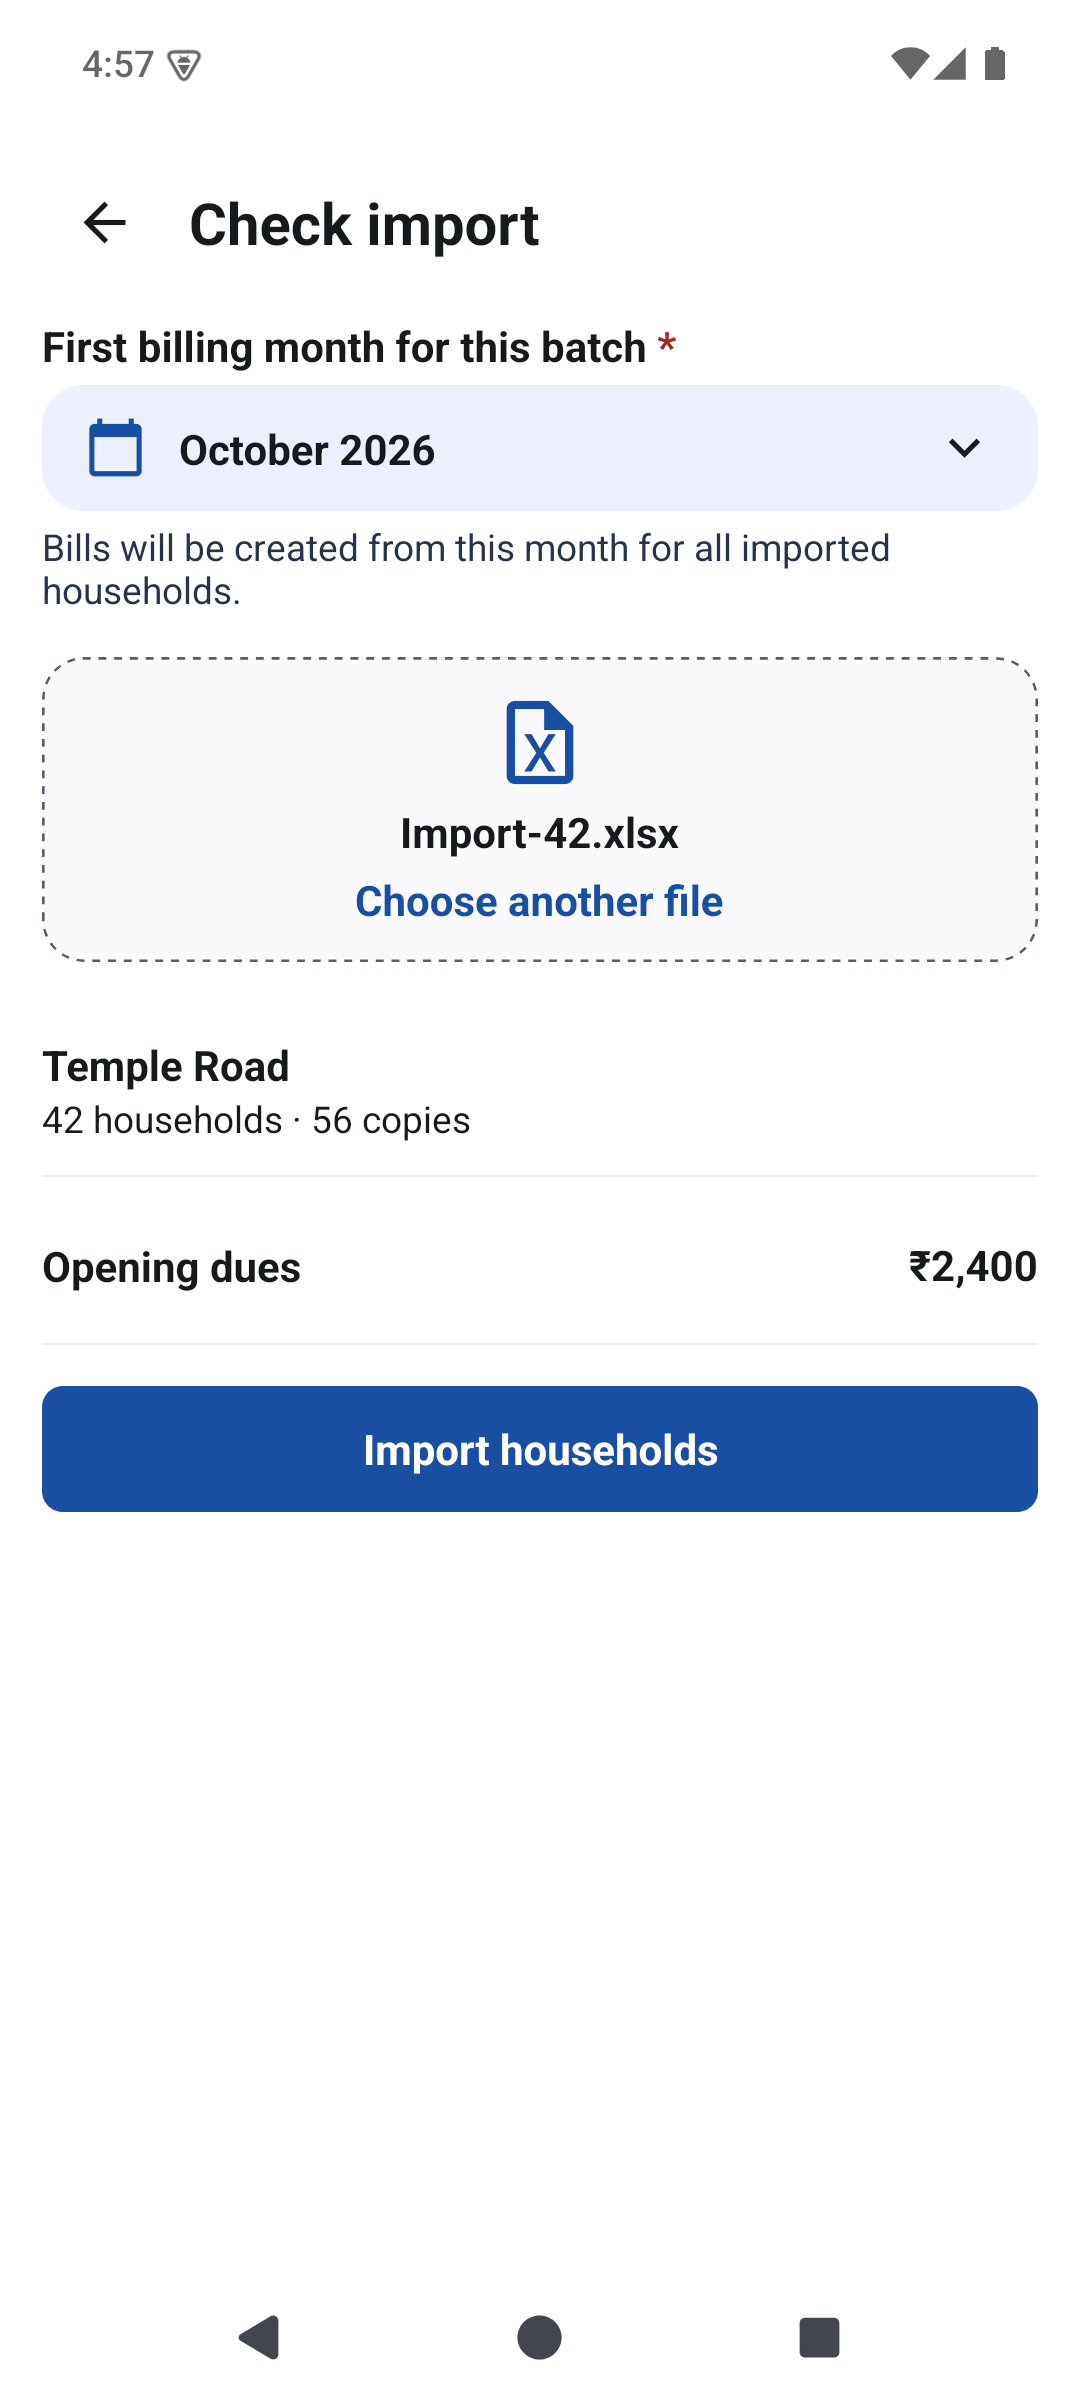 4:57
Check import
First billing month for this batch *
October 2026
Bills will be created from this month for all imported
households.
X
Import-42.xlsx
Choose another file
Temple Road
42 households · 56 copies
Opening dues ₹2,400
Import households